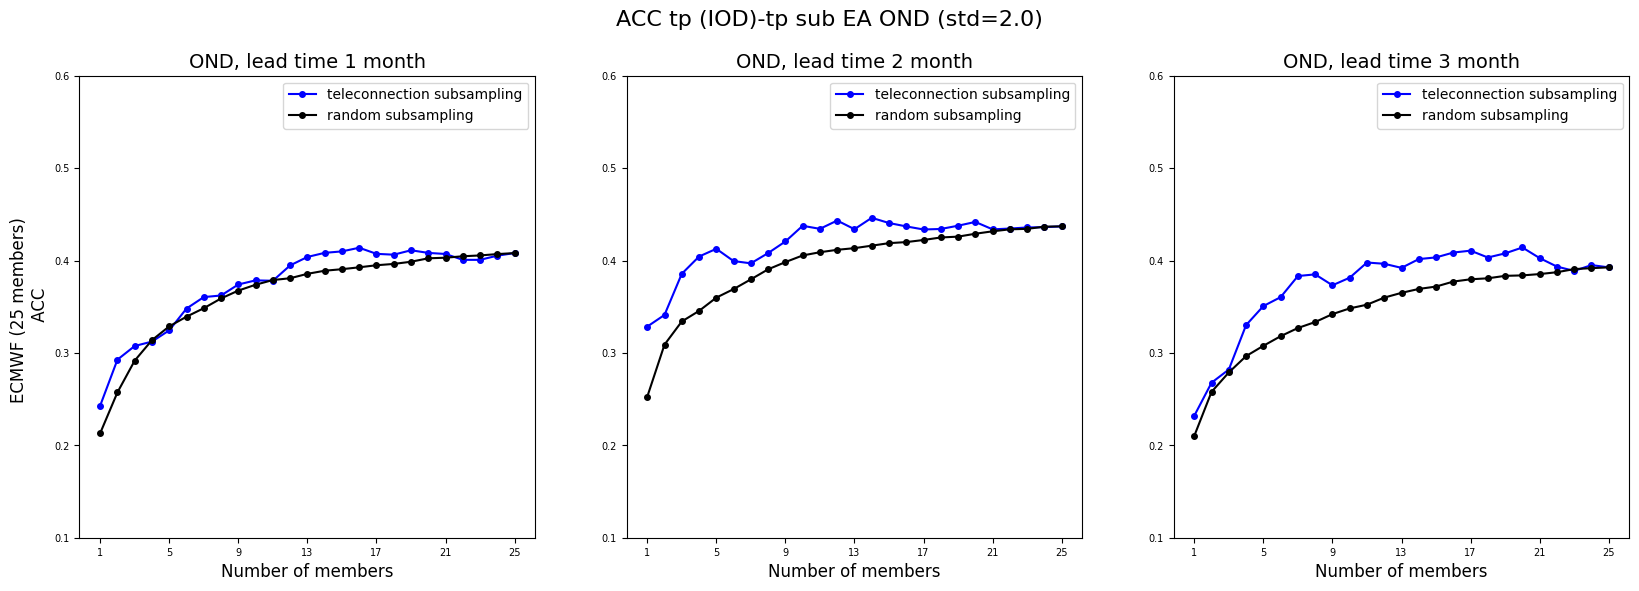 ACC tp (IOD)-tp sub EA OND (std=2.0)
OND, lead time 1 month
0.6
0.5
0.4
0.3
0.2
0.1
ECMWF (25 members)
ACC
teleconnection subsampling
random subsampling
1 5 9 13 17 21 25
Number of members
OND, lead time 2 month
0.6
0.5
0.4
0.3
0.2
0.1
teleconnection subsampling
random subsampling
1 5 9 13 17 21 25
Number of members
OND, lead time 3 month
0.6
0.5
0.4
0.3
0.2
0.1
teleconnection subsampling
random subsampling
1 5 9 13 17 21 25
Number of members